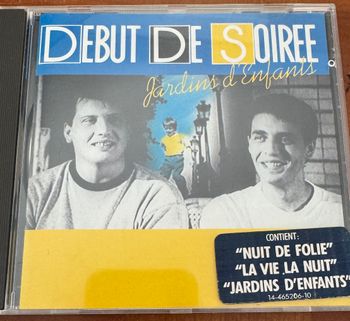 DEBUT DE SOIREE
Jardins d'Enfants
CONTIENT:
"NUIT DE FOLIE"
"LA VIE LA NUIT"
"JARDINS D'ENFANTS"
14-465206-10